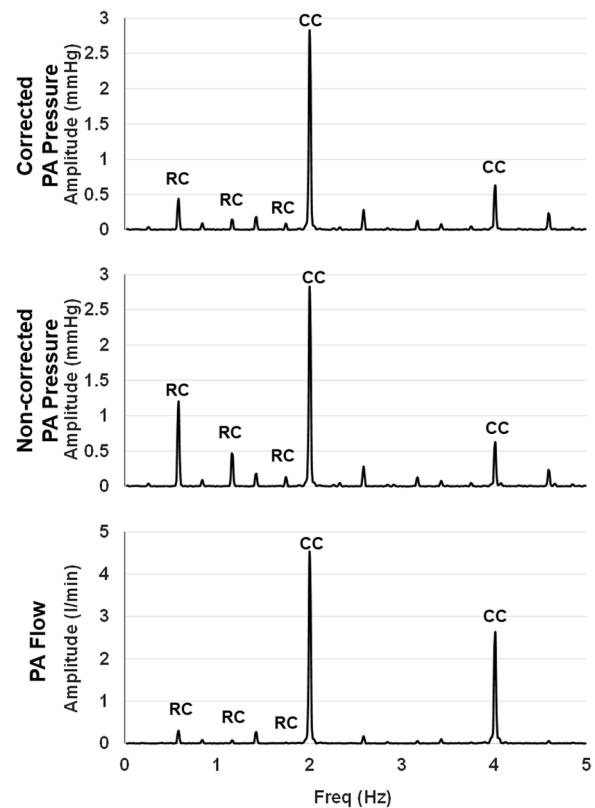 Corrected
PA Pressure
Amplitude (mmHg)
3
2.5
2
1.5
1
0.5
0
CC
RC
RC
RC
CC
Non-corrected
PA Pressure
Amplitude (mmHg)
3
2.5
2
1.5
1
0.5
0
CC
RC
RC
RC
CC
PA Flow
Amplitude (l/min)
5
4
3
2
1
0
CC
RC
RC
RC
CC
0 1 2 3 4 5
Freq (Hz)